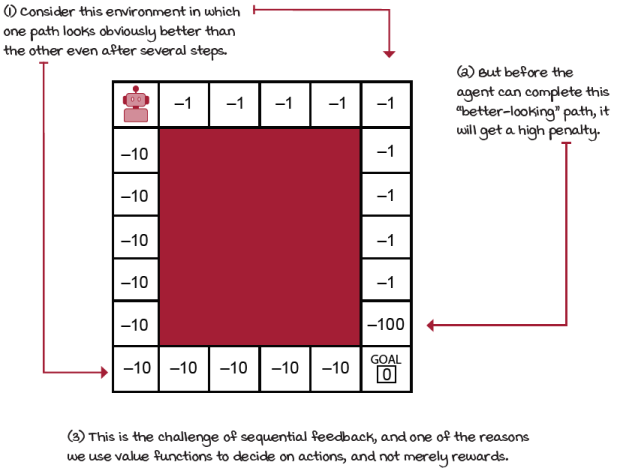 (1) Consider this environment in which
one path looks obviously better than
the other even after several steps.
(2) But before the
agent can complete this
“better-looking” path, it
will get a high penalty.
–1 –1 –1 –1 –1
–10 –1
–10 –1
–10 –1
–10 –1
–10 –100
–10 –10 –10 –10 –10 GOAL
0
(3) This is the challenge of sequential feedback, and one of the reasons
we use value functions to decide on actions, and not merely rewards.